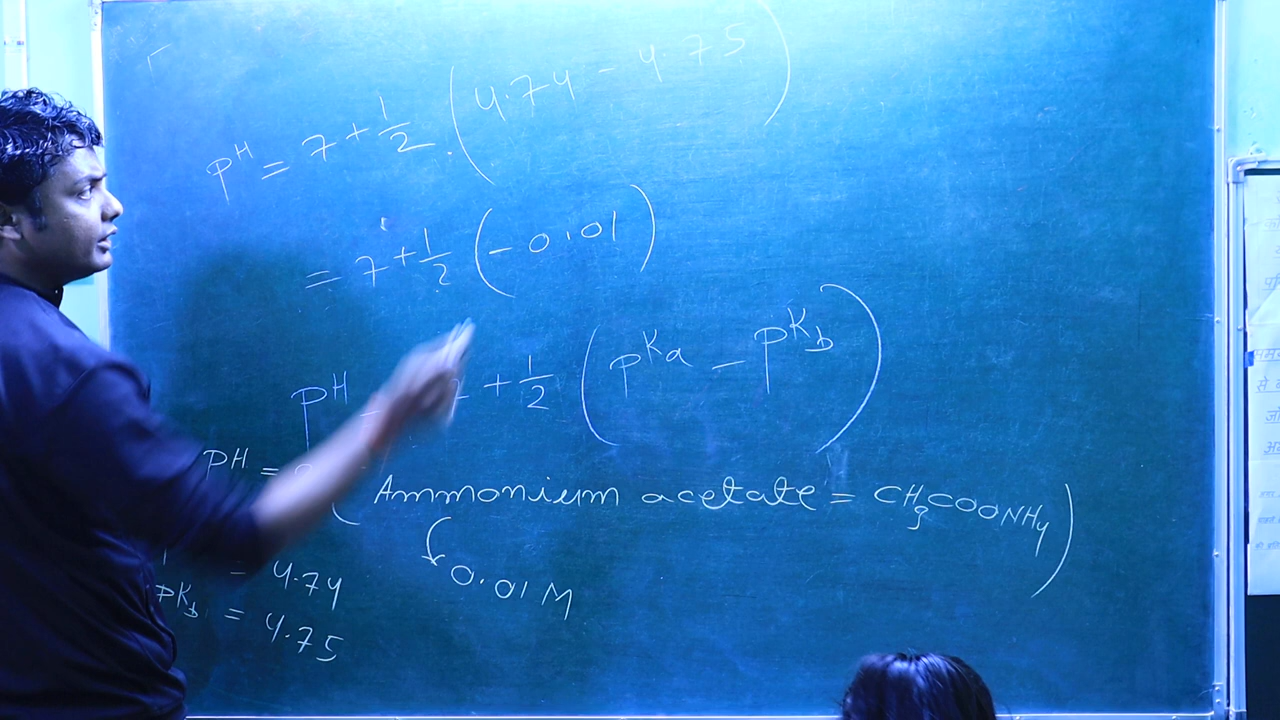 pH = 7 + 1/2 (4.74 - 4.75)
= 7 + 1/2 (-0.01)
pH = 7 + 1/2 (pKa - pKb)
pH =
(Ammonium acetate = CH3COONH4)
0.01 M
= 4.74
pKb = 4.75